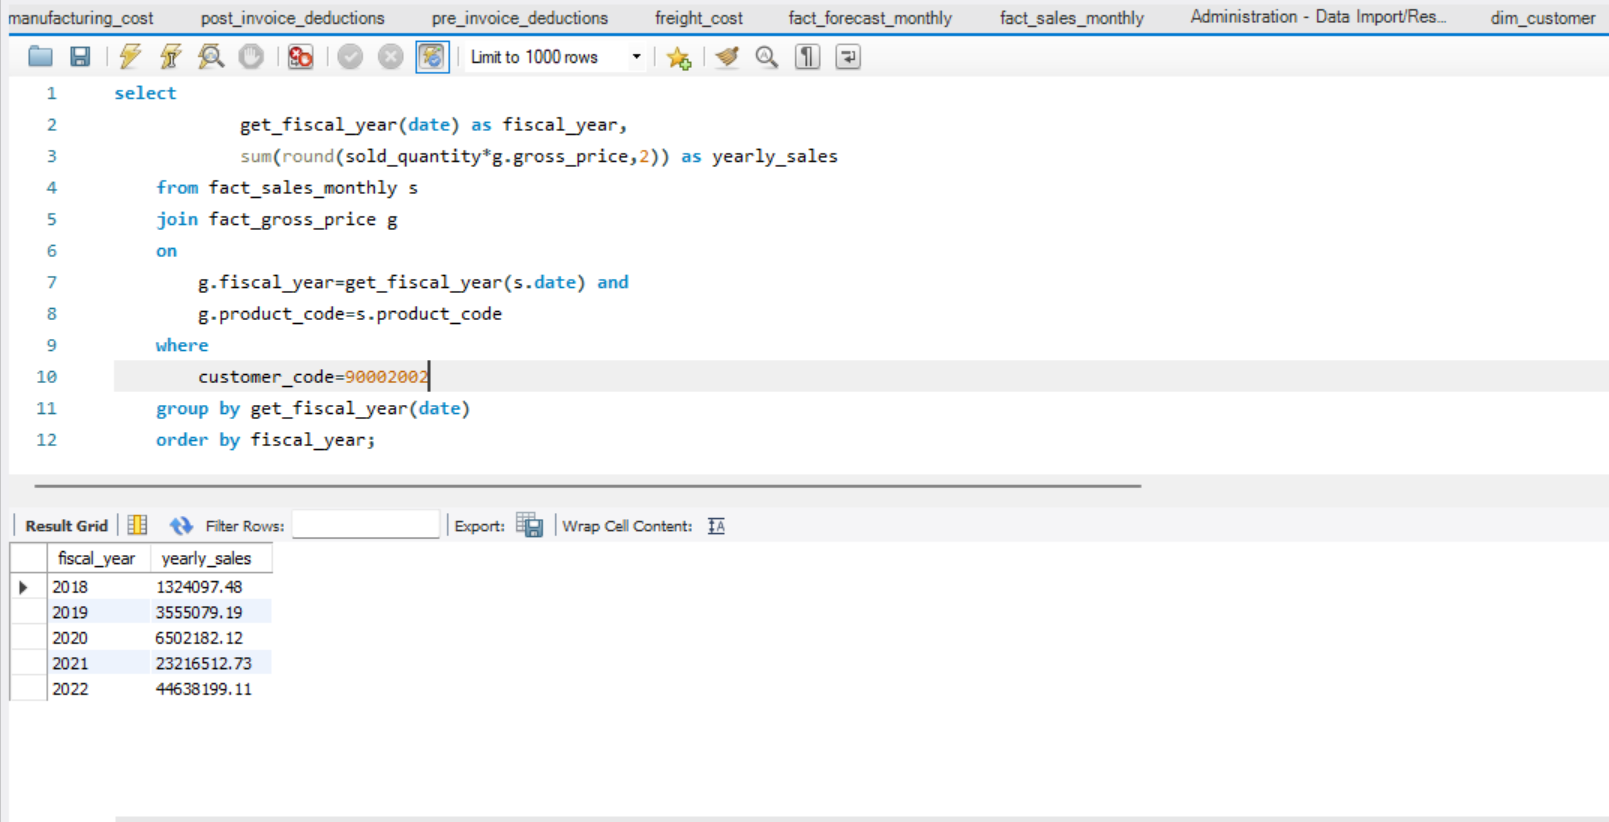 manufacturing_cost post_invoice_deductions pre_invoice_deductions freight_cost fact_forecast_monthly fact_sales_monthly Administration - Data Import/Res... dim_customer
Limit to 1000 rows
1 select
2 get_fiscal_year(date) as fiscal_year,
3 sum(round(sold_quantity*g.gross_price,2)) as yearly_sales
4 from fact_sales_monthly s
5 join fact_gross_price g
6 on
7 g.fiscal_year=get_fiscal_year(s.date) and
8 g.product_code=s.product_code
9 where
10 customer_code=90002002
11 group by get_fiscal_year(date)
12 order by fiscal_year;
Result Grid Filter Rows: Export: Wrap Cell Content: IA
fiscal_year yearly_sales
2018 1324097.48
2019 3555079.19
2020 6502182.12
2021 23216512.73
2022 44638199.11